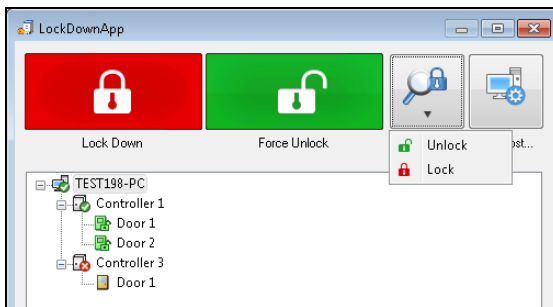 LockDownApp
Lock Down
Force Unlock
Unlock
Lock
TEST198-PC
Controller 1
Door 1
Door 2
Controller 3
Door 1